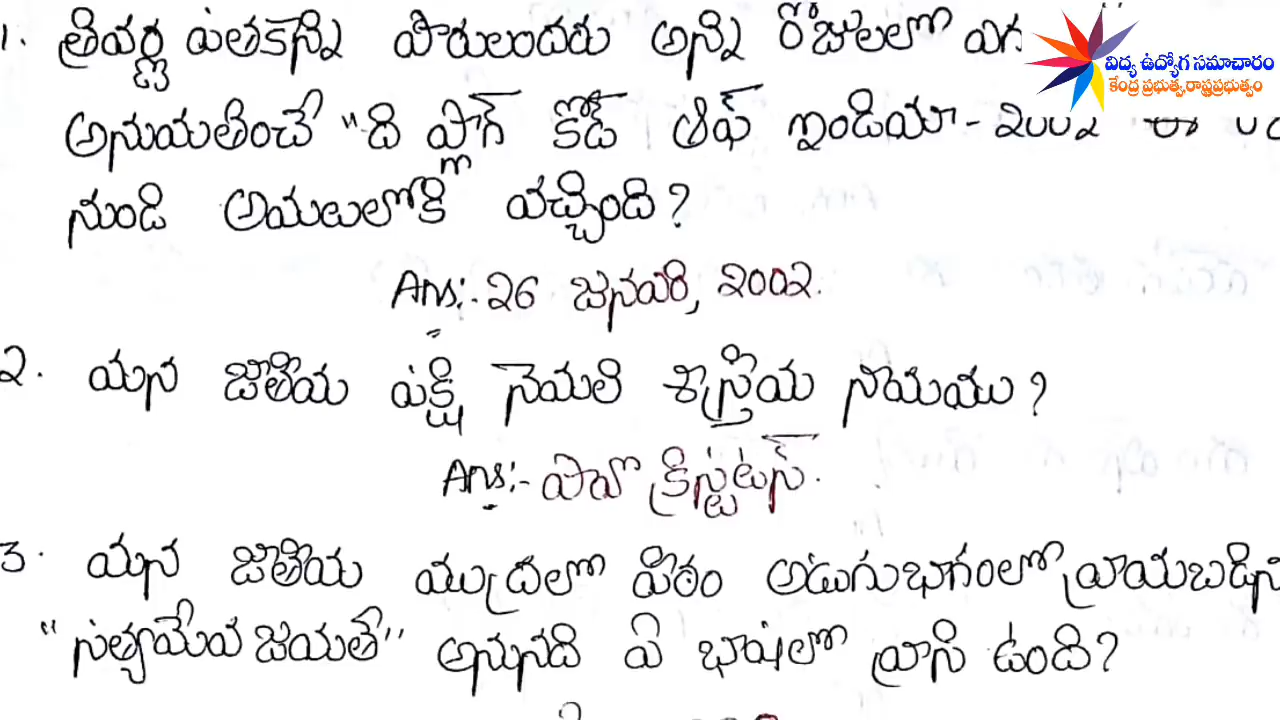 1. త్రివర్ణ పతకాన్ని పౌరులందరు అన్ని రోజులలో
విద్య ఉద్యోగ సమాచారం
కేంద్ర ప్రభుత్వ,రాష్ట్రప్రభుత్వం
అనుమతించే "ది ఫ్లాగ్ కోడ్ ఆఫ్ ఇండియా - 2002 ఈ
నుండి అమలులోకి వచ్చింది?
Ans:- 26 జనవరి, 2002.
2. మన జాతీయ పక్షి నెమలి శాస్త్రీయ నామము?
Ans:- పావో క్రిస్టటస్.
3. మన జాతీయ ముద్రలో పీఠం అడుగుభాగంలో వ్రాయబడిన
"సత్యమేవ జయతే" అనునది ఏ భాషలో వ్రాసి ఉంది?